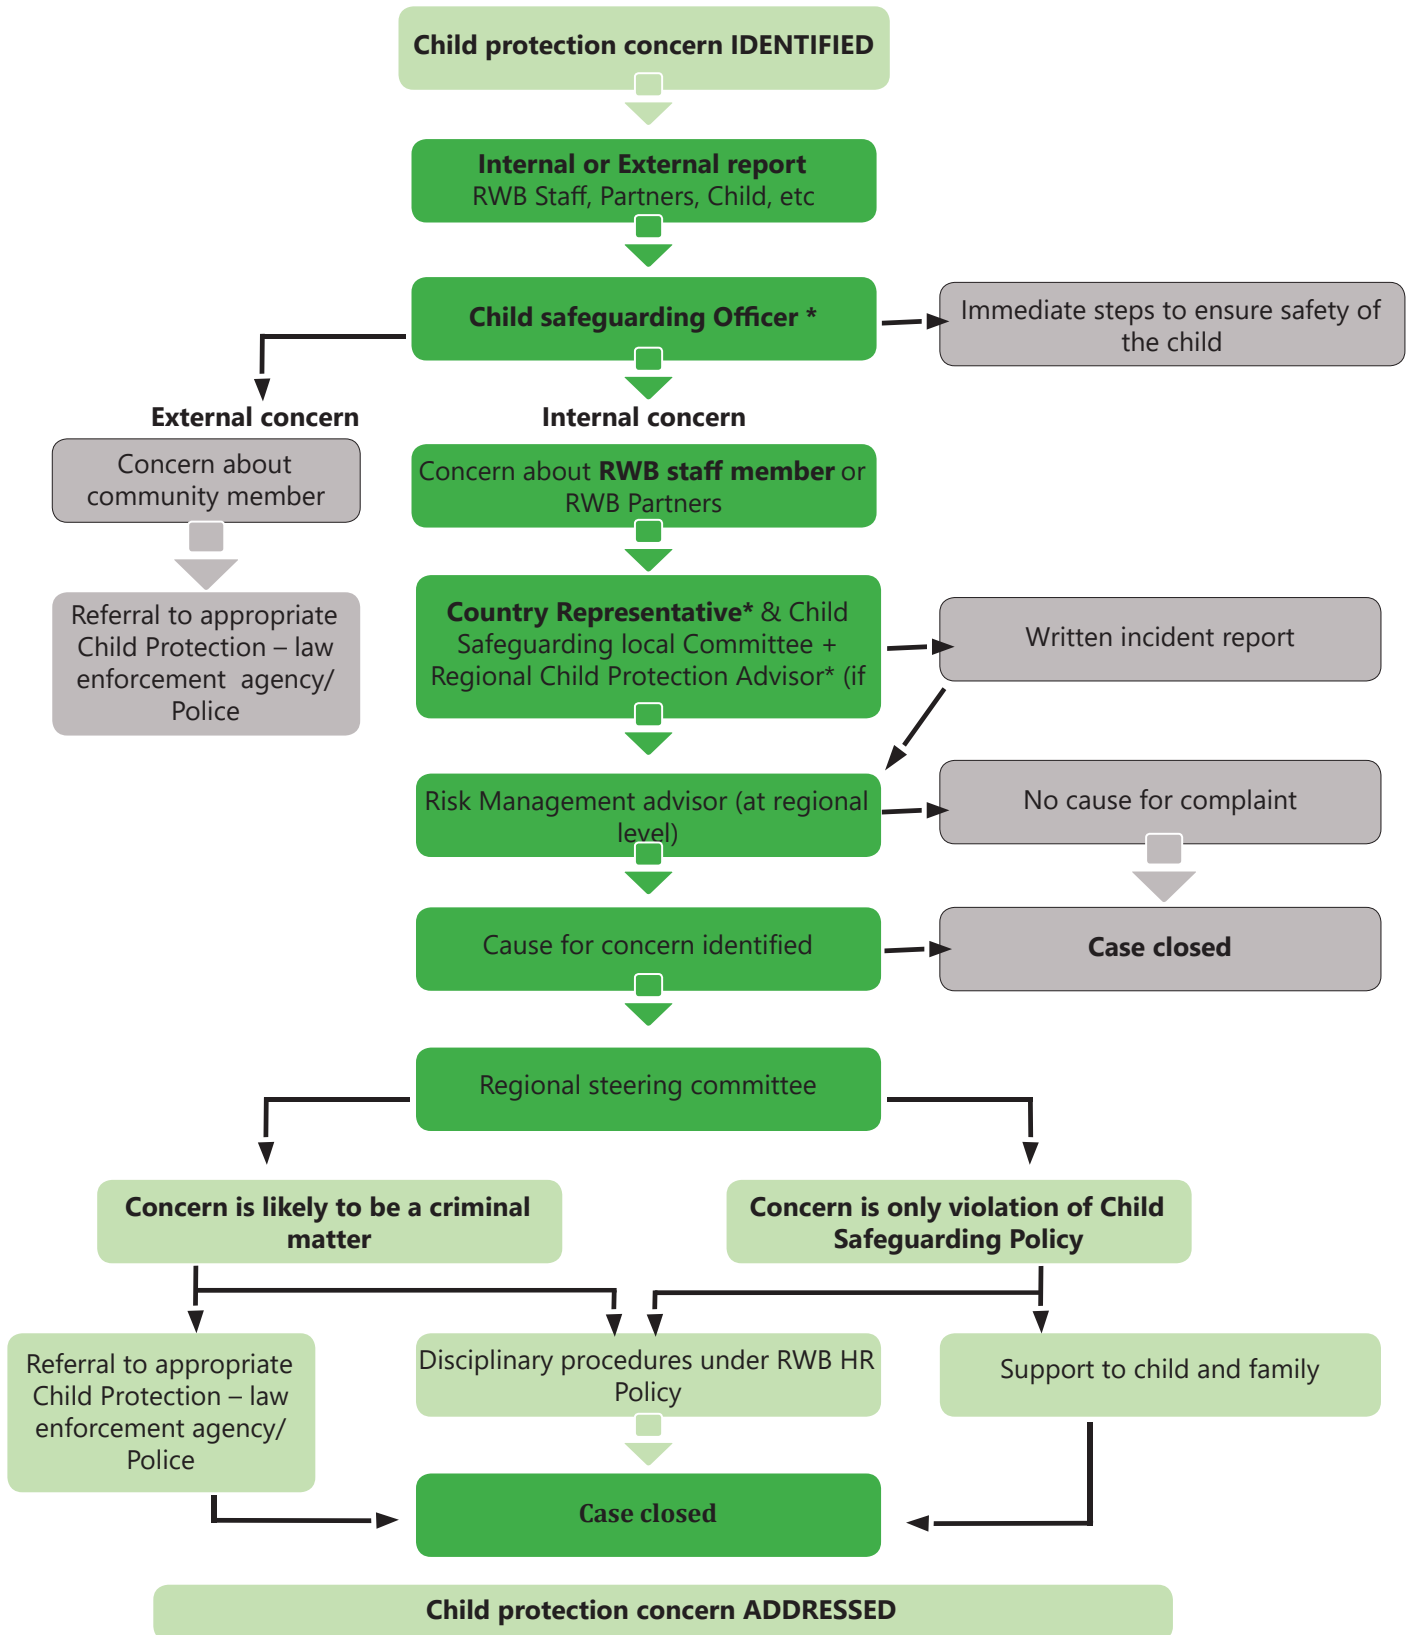 Child protection concern IDENTIFIED
Internal or External report
RWB Staff, Partners, Child, etc
Child safeguarding Officer *
Immediate steps to ensure safety of
the child
External concern
Internal concern
Concern about
community member
Concern about RWB staff member or
RWB Partners
Referral to appropriate
Child Protection – law
enforcement agency/
Police
Country Representative* & Child
Safeguarding local Committee +
Regional Child Protection Advisor* (if
Written incident report
Risk Management advisor (at regional
level)
No cause for complaint
Cause for concern identified
Case closed
Regional steering committee
Concern is likely to be a criminal
matter
Concern is only violation of Child
Safeguarding Policy
Referral to appropriate
Child Protection – law
enforcement agency/
Police
Disciplinary procedures under RWB HR
Policy
Support to child and family
Case closed
Child protection concern ADDRESSED